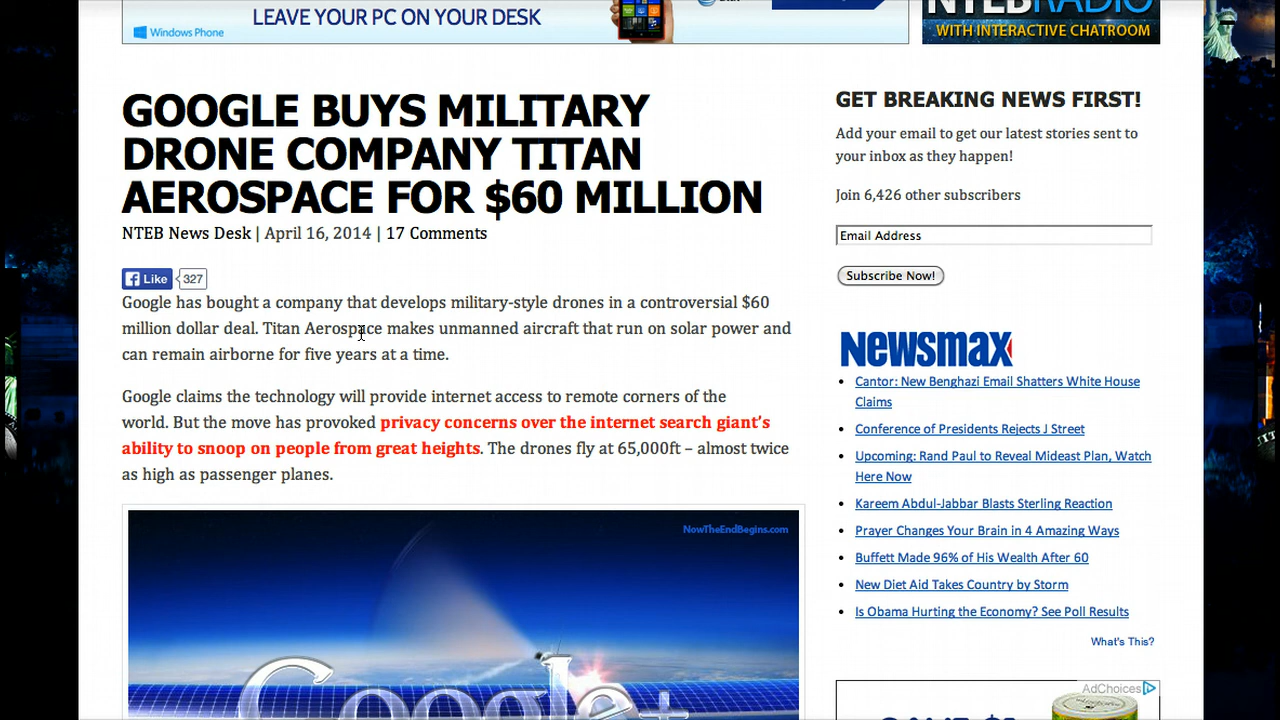 LEAVE YOUR PC ON YOUR DESK
Windows Phone
NTEBRADIO
WITH INTERACTIVE CHATROOM
GOOGLE BUYS MILITARY
DRONE COMPANY TITAN
AEROSPACE FOR $60 MILLION
NTEB News Desk | April 16, 2014 | 17 Comments
Like 327
Google has bought a company that develops military-style drones in a controversial $60
million dollar deal. Titan Aerospace makes unmanned aircraft that run on solar power and
can remain airborne for five years at a time.
Google claims the technology will provide internet access to remote corners of the
world. But the move has provoked privacy concerns over the internet search giant's
ability to snoop on people from great heights. The drones fly at 65,000ft – almost twice
as high as passenger planes.
NowTheEndBegins.com
Google+
GET BREAKING NEWS FIRST!
Add your email to get our latest stories sent to
your inbox as they happen!
Join 6,426 other subscribers
Email Address
Subscribe Now!
Newsmax
Cantor: New Benghazi Email Shatters White House
Claims
Conference of Presidents Rejects J Street
Upcoming: Rand Paul to Reveal Mideast Plan, Watch
Here Now
Kareem Abdul-Jabbar Blasts Sterling Reaction
Prayer Changes Your Brain in 4 Amazing Ways
Buffett Made 96% of His Wealth After 60
New Diet Aid Takes Country by Storm
Is Obama Hurting the Economy? See Poll Results
What's This?
AdChoices